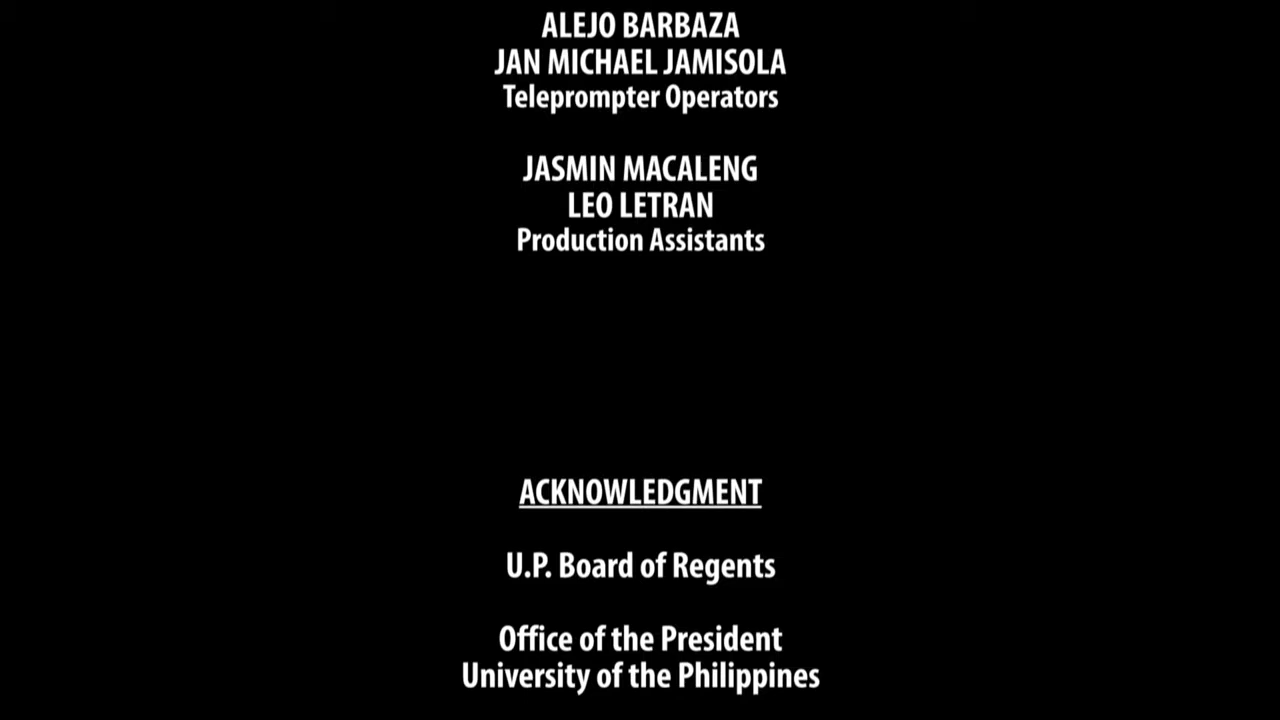 ALEJO BARBAZA
JAN MICHAEL JAMISOLA
Teleprompter Operators
JASMIN MACALENG
LEO LETRAN
Production Assistants
ACKNOWLEDGMENT
U.P. Board of Regents
Office of the President
University of the Philippines